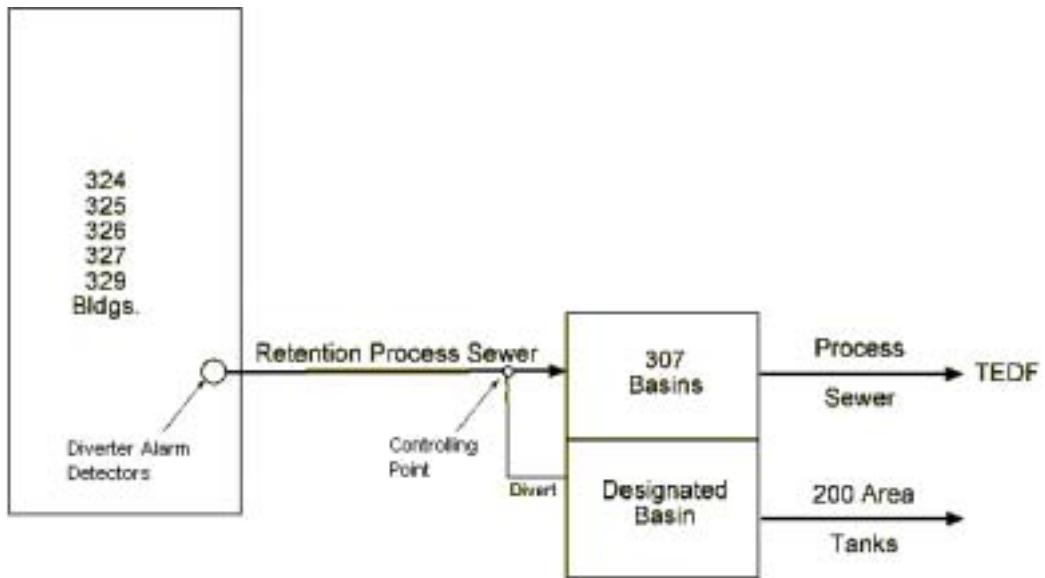 324
325
326
327
329
Bldgs.
Diverter Alarm
Detectors
Retention Process Sewer
Controlling
Point
Divert
307
Basins
Designated
Basin
Process
Sewer
TEDF
200 Area
Tanks